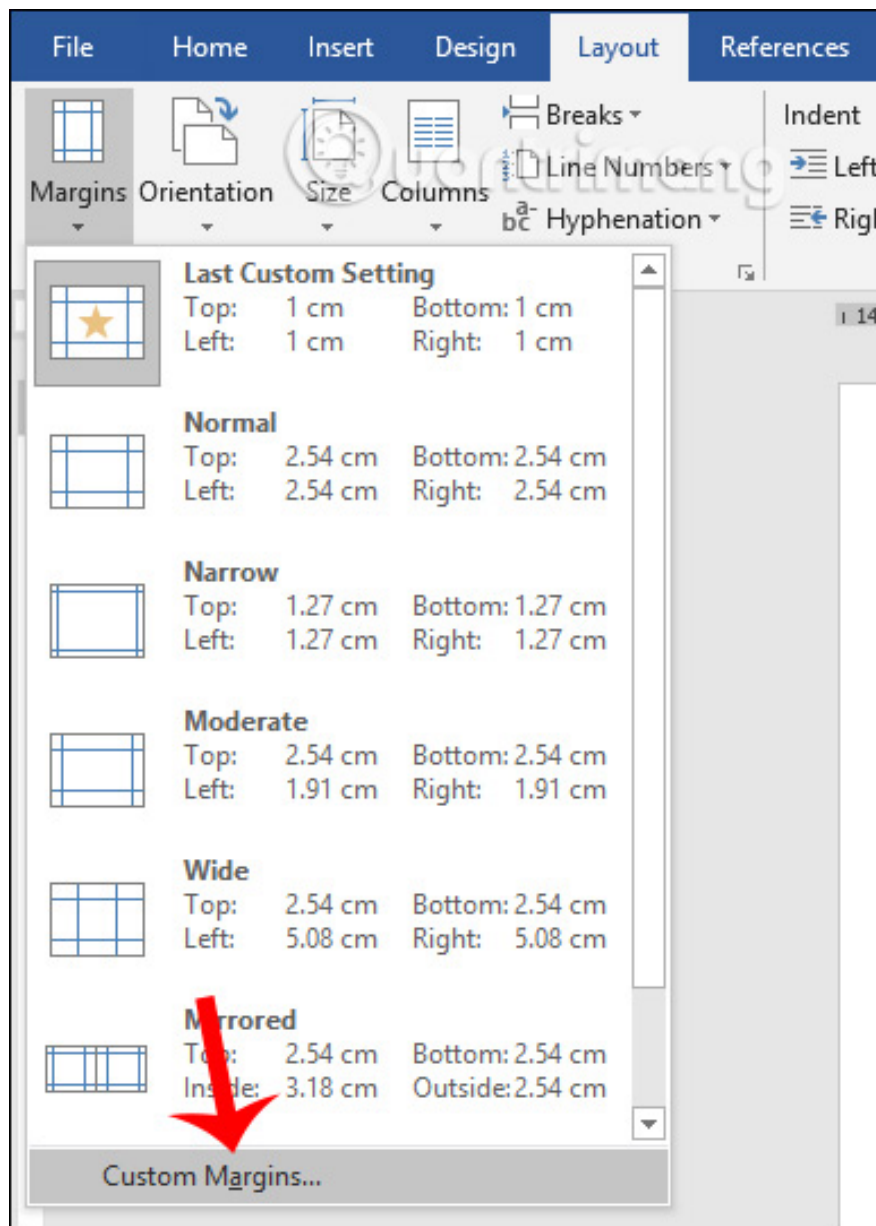 File Home Insert Design Layout References
Margins Orientation Size Columns
Breaks
Line Numbers
Hyphenation
Indent
Left
Righ
Quantrimang
Last Custom Setting
Top: 1 cm Bottom: 1 cm
Left: 1 cm Right: 1 cm
14
Normal
Top: 2.54 cm Bottom: 2.54 cm
Left: 2.54 cm Right: 2.54 cm
Narrow
Top: 1.27 cm Bottom: 1.27 cm
Left: 1.27 cm Right: 1.27 cm
Moderate
Top: 2.54 cm Bottom: 2.54 cm
Left: 1.91 cm Right: 1.91 cm
Wide
Top: 2.54 cm Bottom: 2.54 cm
Left: 5.08 cm Right: 5.08 cm
Mirrored
Top: 2.54 cm Bottom: 2.54 cm
Inside: 3.18 cm Outside: 2.54 cm
Custom Margins...